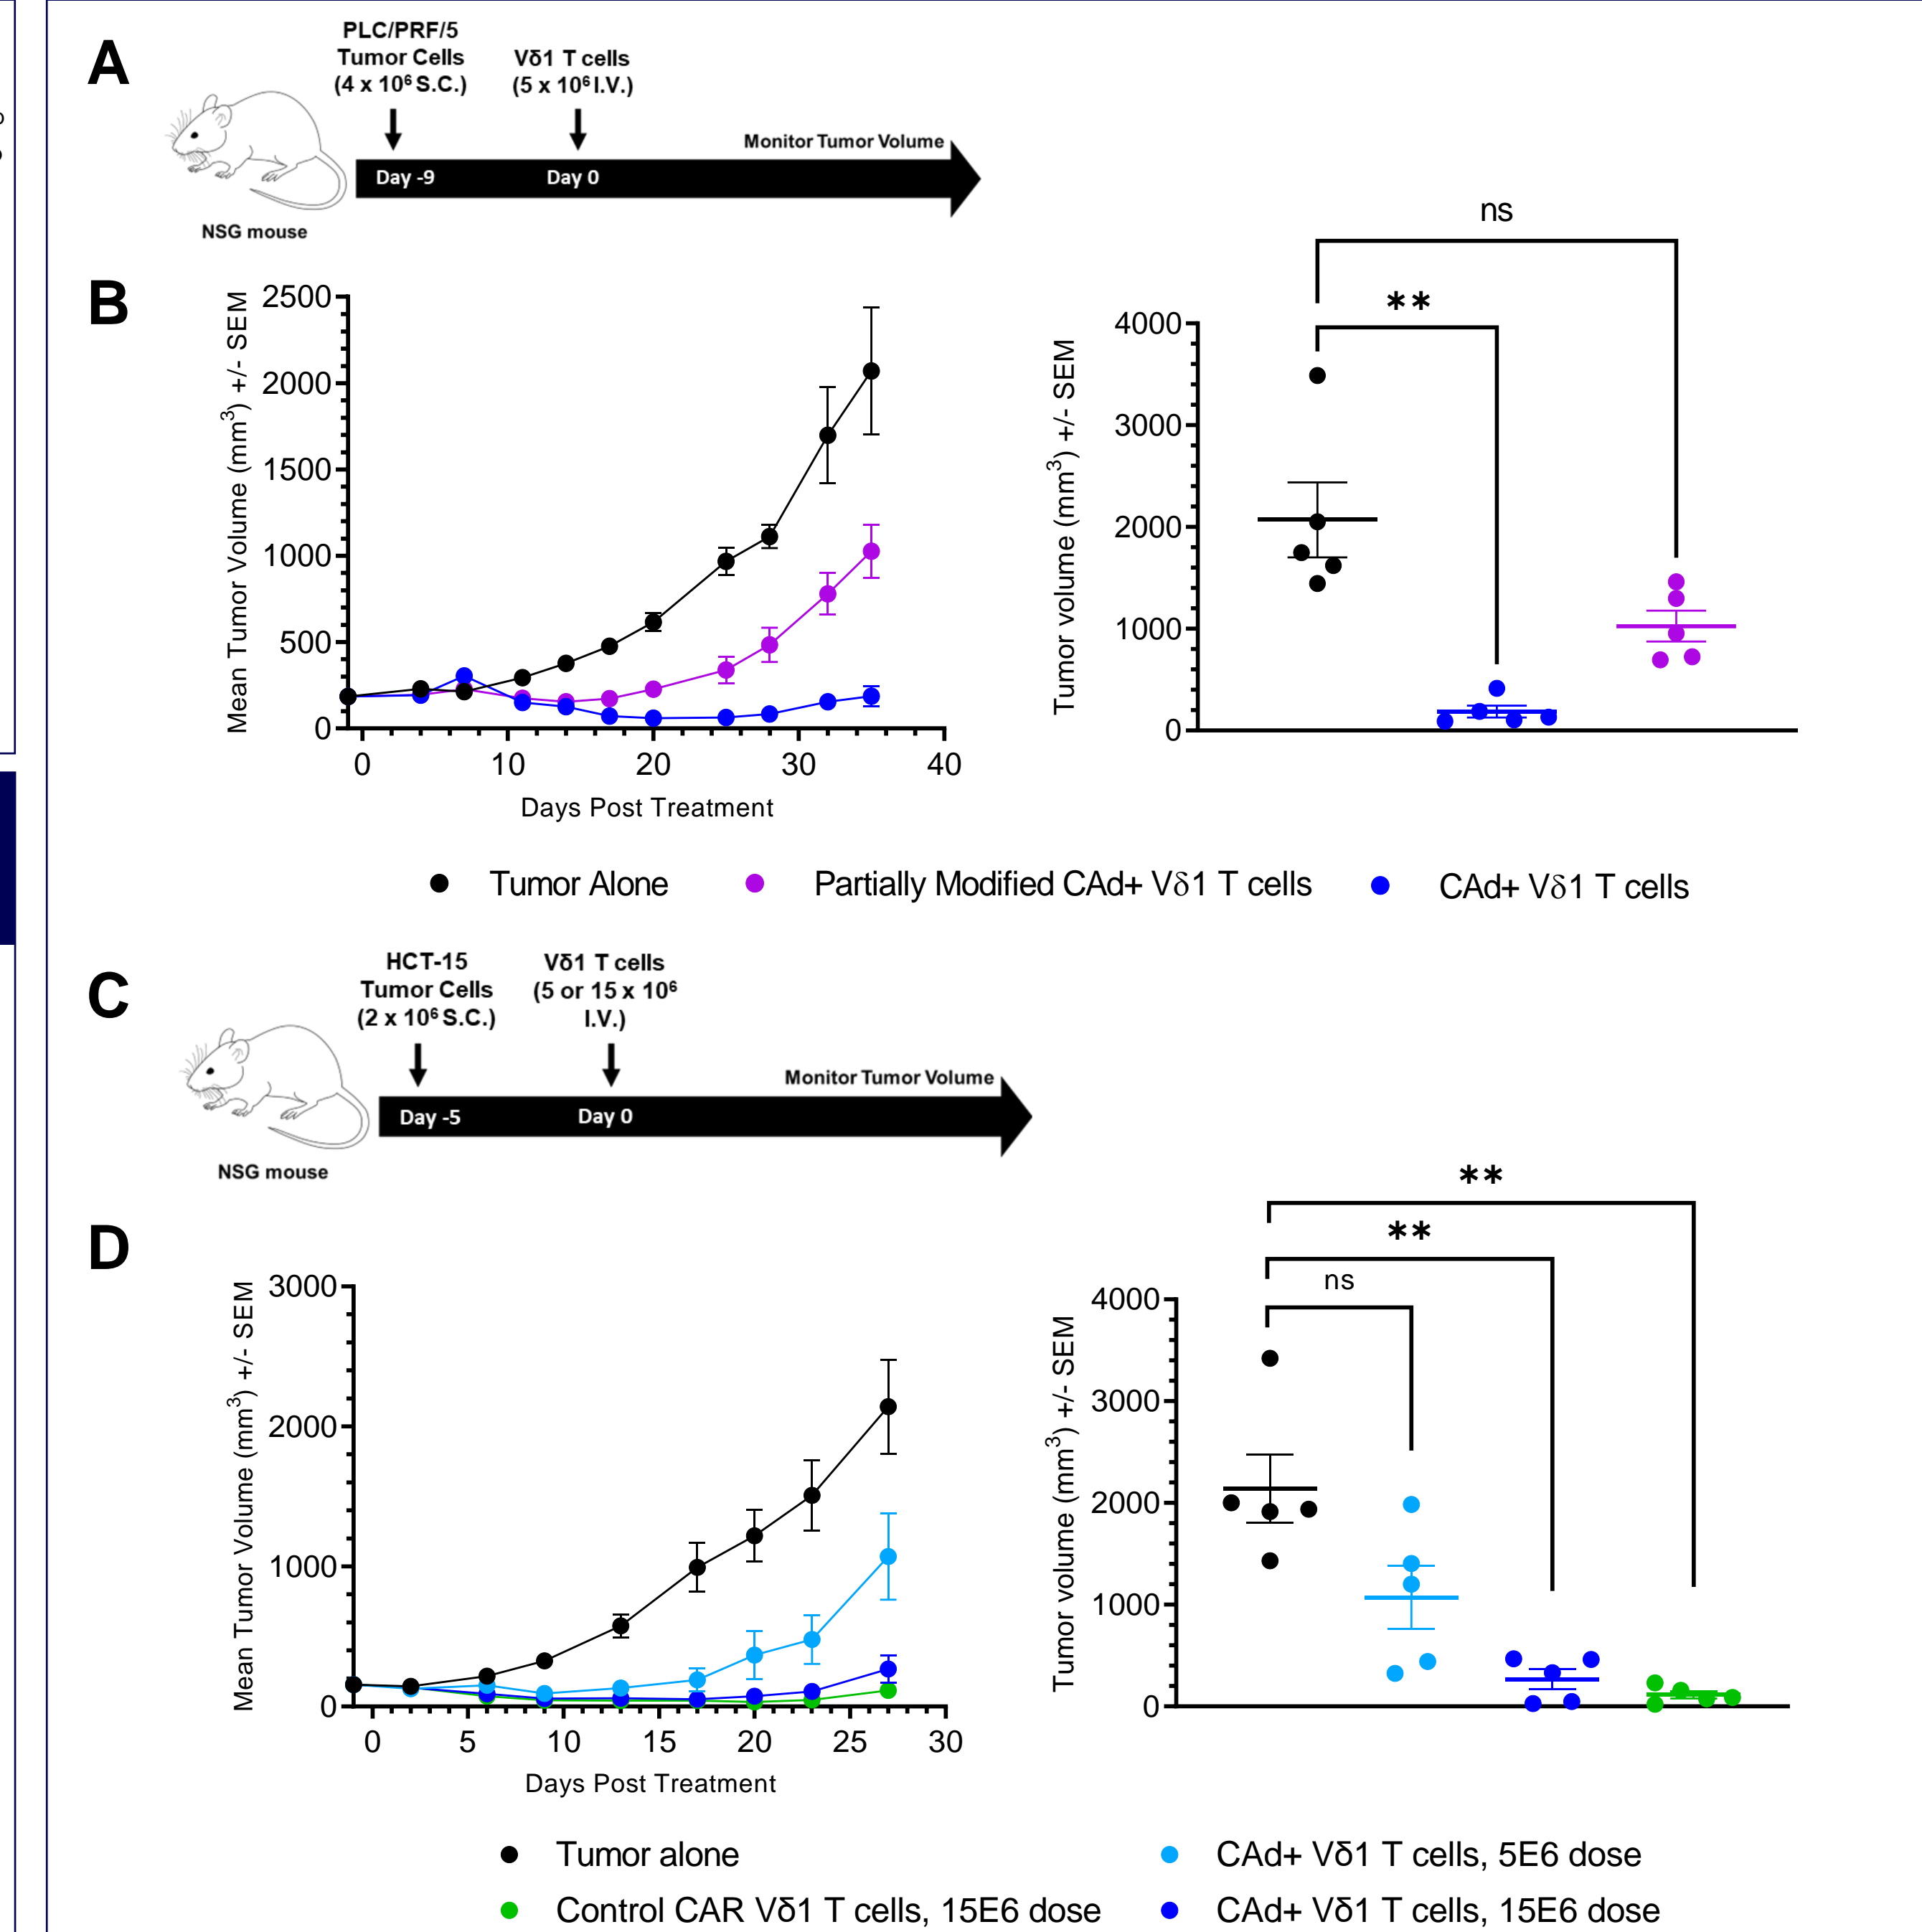 A
PLC/PRF/5
Tumor Cells
(4 x 10⁶ S.C.)
Vδ1 T cells
(5 x 10⁶ I.V.)
Monitor Tumor Volume
Day -9
Day 0
NSG mouse
B
Mean Tumor Volume (mm³) +/- SEM
2500
2000
1500
1000
500
0
0 10 20 30 40
Days Post Treatment
ns
**
Tumor volume (mm³) +/- SEM
4000
3000
2000
1000
0
Tumor Alone
Partially Modified CAd+ Vδ1 T cells
CAd+ Vδ1 T cells
C
HCT-15
Tumor Cells
(2 x 10⁶ S.C.)
Vδ1 T cells
(5 or 15 x 10⁶
I.V.)
Monitor Tumor Volume
Day -5
Day 0
NSG mouse
D
Mean Tumor Volume (mm³) +/- SEM
3000
2000
1000
0
0 5 10 15 20 25 30
Days Post Treatment
**
**
ns
Tumor volume (mm³) +/- SEM
4000
3000
2000
1000
0
Tumor alone
CAd+ Vδ1 T cells, 5E6 dose
Control CAR Vδ1 T cells, 15E6 dose
CAd+ Vδ1 T cells, 15E6 dose